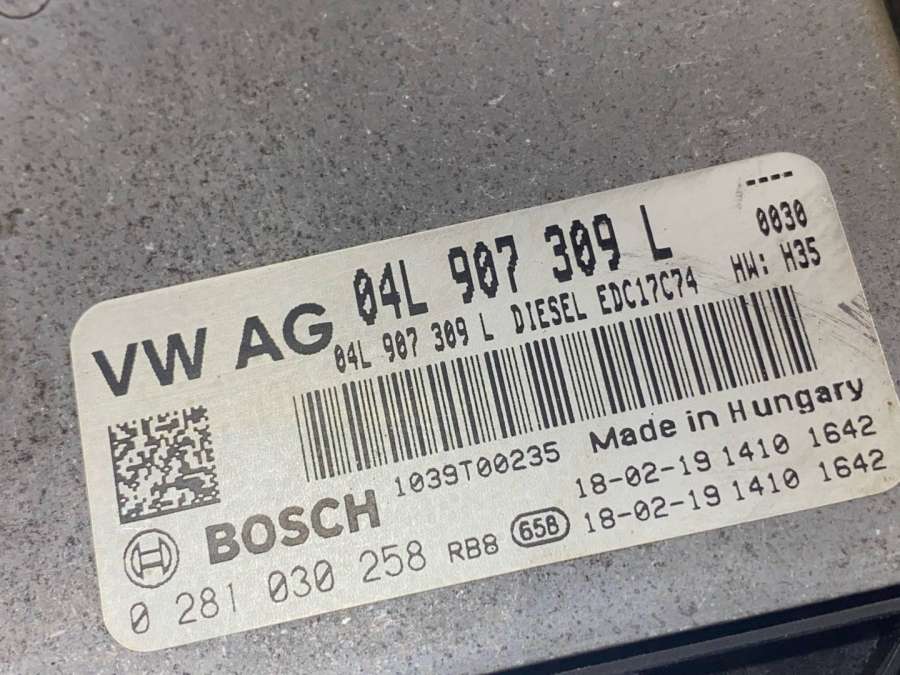 ----
VW AG 04L 907 309 L 0030
04L 907 309 L DIESEL EDC17C74 HW: H35
1039T00235 Made in Hungary
BOSCH 18-02-19 1410 1642
0 281 030 258 RB8 658 18-02-19 1410 1642